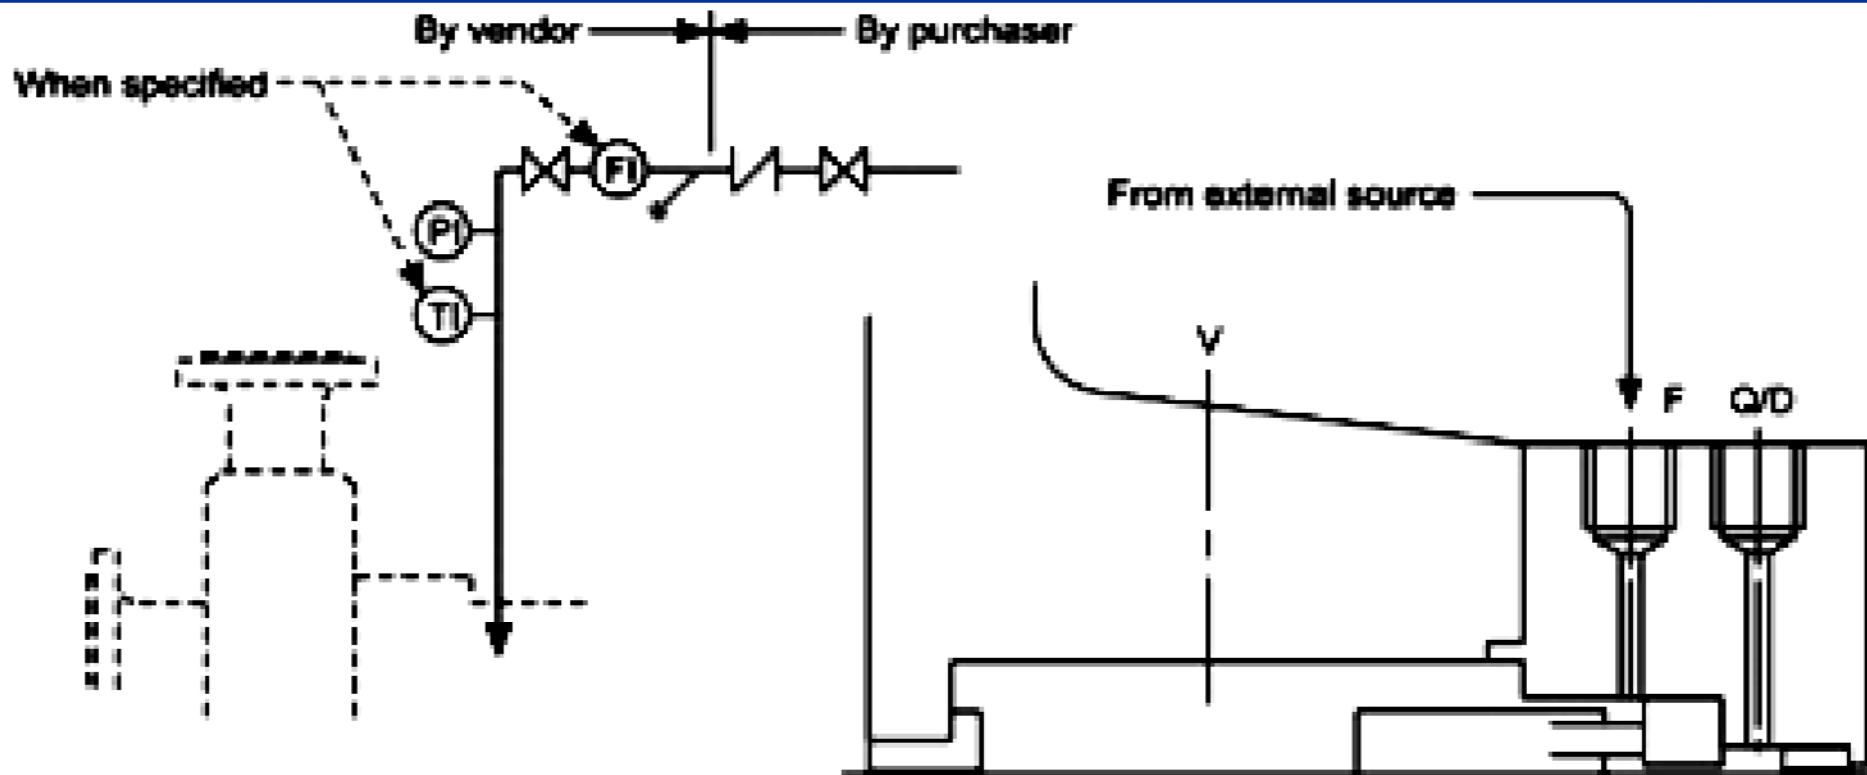 By vendor
By purchaser
When specified
FI
From external source
PI
TI
V
F
Q/D